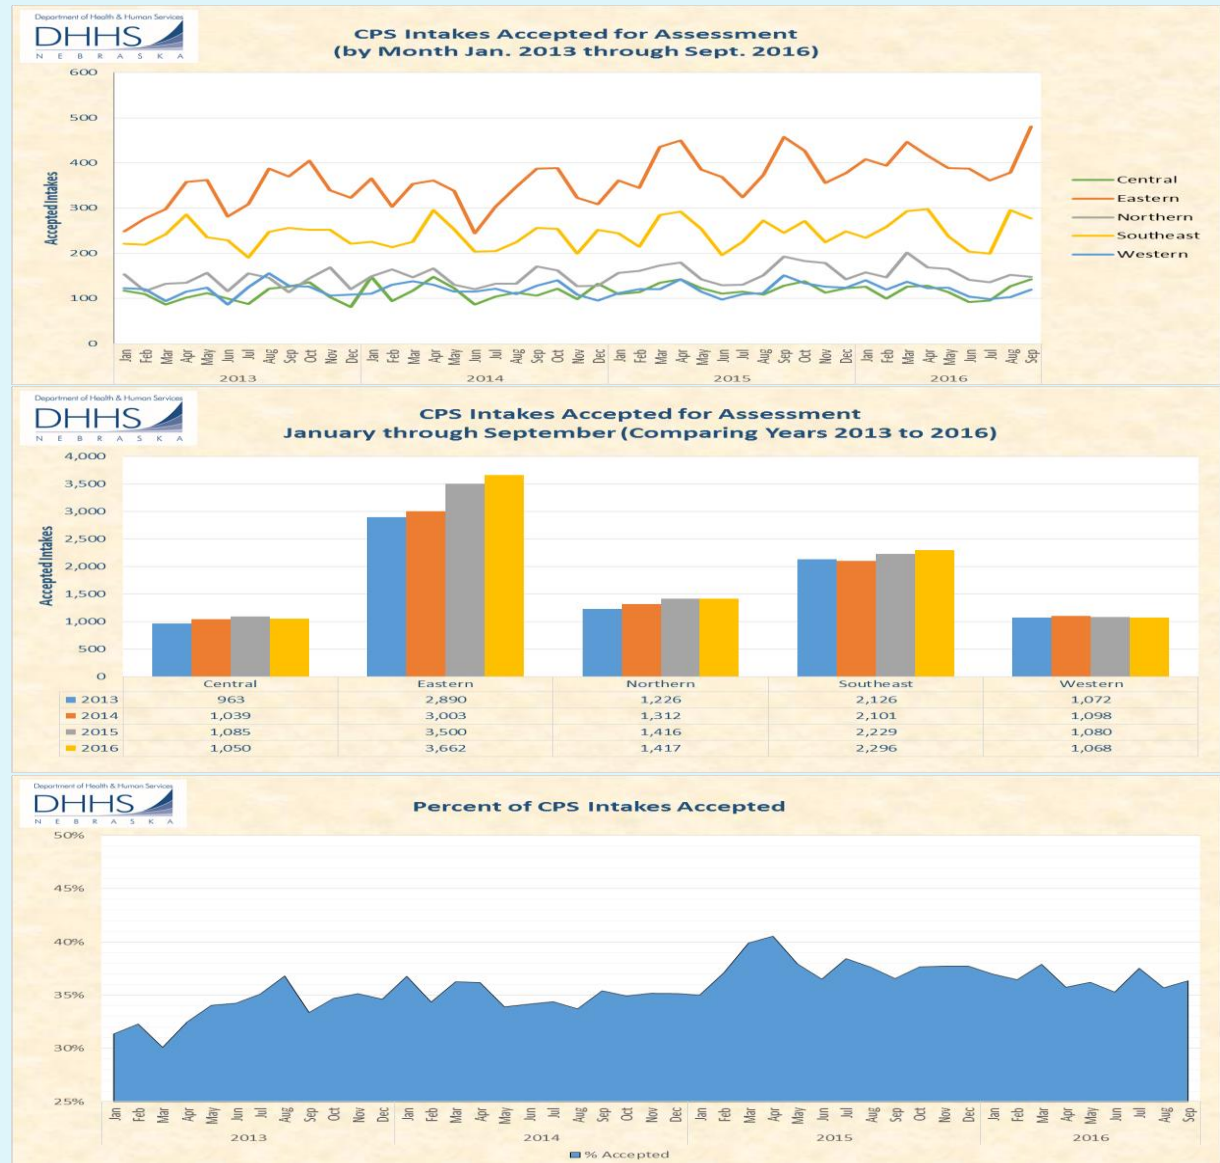 Department of Health & Human Services
DHHS
NEBRASKA
CPS Intakes Accepted for Assessment
(by Month Jan. 2013 through Sept. 2016)
600
500
400
300
200
100
0
Accepted Intakes
Central
Eastern
Northern
Southeast
Western
Jan Feb Mar Apr May Jun Jul Aug Sep Oct Nov Dec Jan Feb Mar Apr May Jun Jul Aug Sep Oct Nov Dec Jan Feb Mar Apr May Jun Jul Aug Sep Oct Nov Dec Jan Feb Mar Apr May Jun Jul Aug Sep
2013 2014 2015 2016
Department of Health & Human Services
DHHS
NEBRASKA
CPS Intakes Accepted for Assessment
January through September (Comparing Years 2013 to 2016)
4,000
3,500
3,000
2,500
2,000
1,500
1,000
500
0
Accepted Intakes
Central Eastern Northern Southeast Western
2013 963 2,890 1,226 2,126 1,072
2014 1,039 3,003 1,312 2,101 1,098
2015 1,085 3,500 1,416 2,229 1,080
2016 1,050 3,662 1,417 2,296 1,068
Department of Health & Human Services
DHHS
NEBRASKA
Percent of CPS Intakes Accepted
50%
45%
40%
35%
30%
25%
Jan Feb Mar Apr May Jun Jul Aug Sep Oct Nov Dec Jan Feb Mar Apr May Jun Jul Aug Sep Oct Nov Dec Jan Feb Mar Apr May Jun Jul Aug Sep Oct Nov Dec Jan Feb Mar Apr May Jun Jul Aug Sep
2013 2014 2015 2016
% Accepted